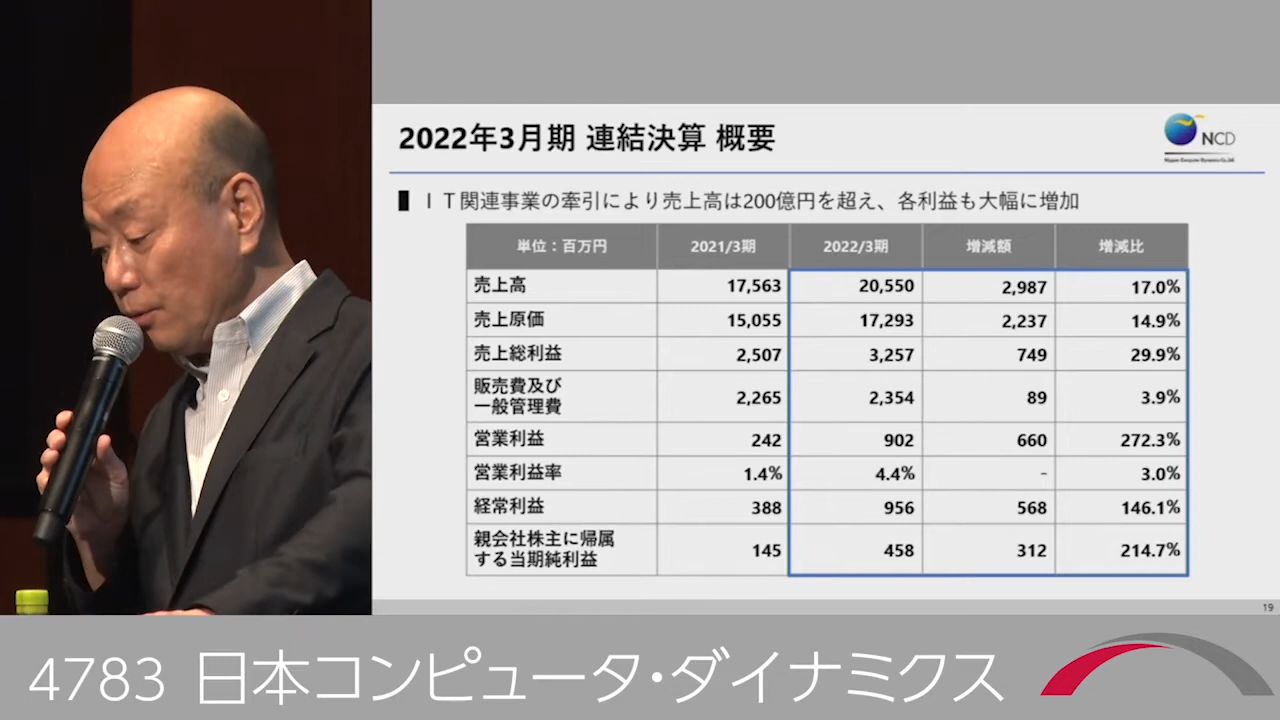 2022年3月期 連結決算 概要
NCD
Nippon Computer Dynamics Co.,Ltd.
ＩＴ関連事業の牽引により売上高は200億円を超え、各利益も大幅に増加
単位：百万円 2021/3期 2022/3期 増減額 増減比
売上高 17,563 20,550 2,987 17.0%
売上原価 15,055 17,293 2,237 14.9%
売上総利益 2,507 3,257 749 29.9%
販売費及び
一般管理費 2,265 2,354 89 3.9%
営業利益 242 902 660 272.3%
営業利益率 1.4% 4.4% - 3.0%
経常利益 388 956 568 146.1%
親会社株主に帰属
する当期純利益 145 458 312 214.7%
19
4783 日本コンピュータ・ダイナミクス